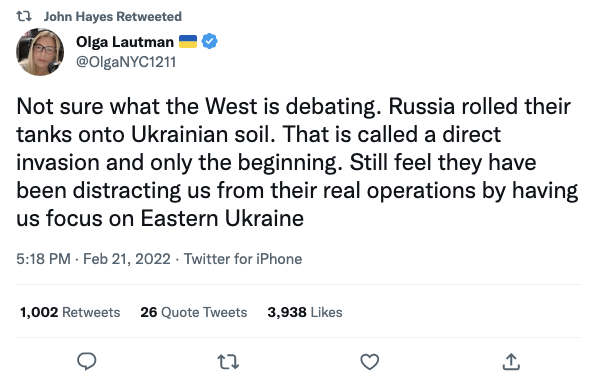 John Hayes Retweeted
Olga Lautman 🇺🇦
@OlgaNYC1211
Not sure what the West is debating. Russia rolled their
tanks onto Ukrainian soil. That is called a direct
invasion and only the beginning. Still feel they have
been distracting us from their real operations by having
us focus on Eastern Ukraine
5:18 PM · Feb 21, 2022 · Twitter for iPhone
1,002 Retweets 26 Quote Tweets 3,938 Likes